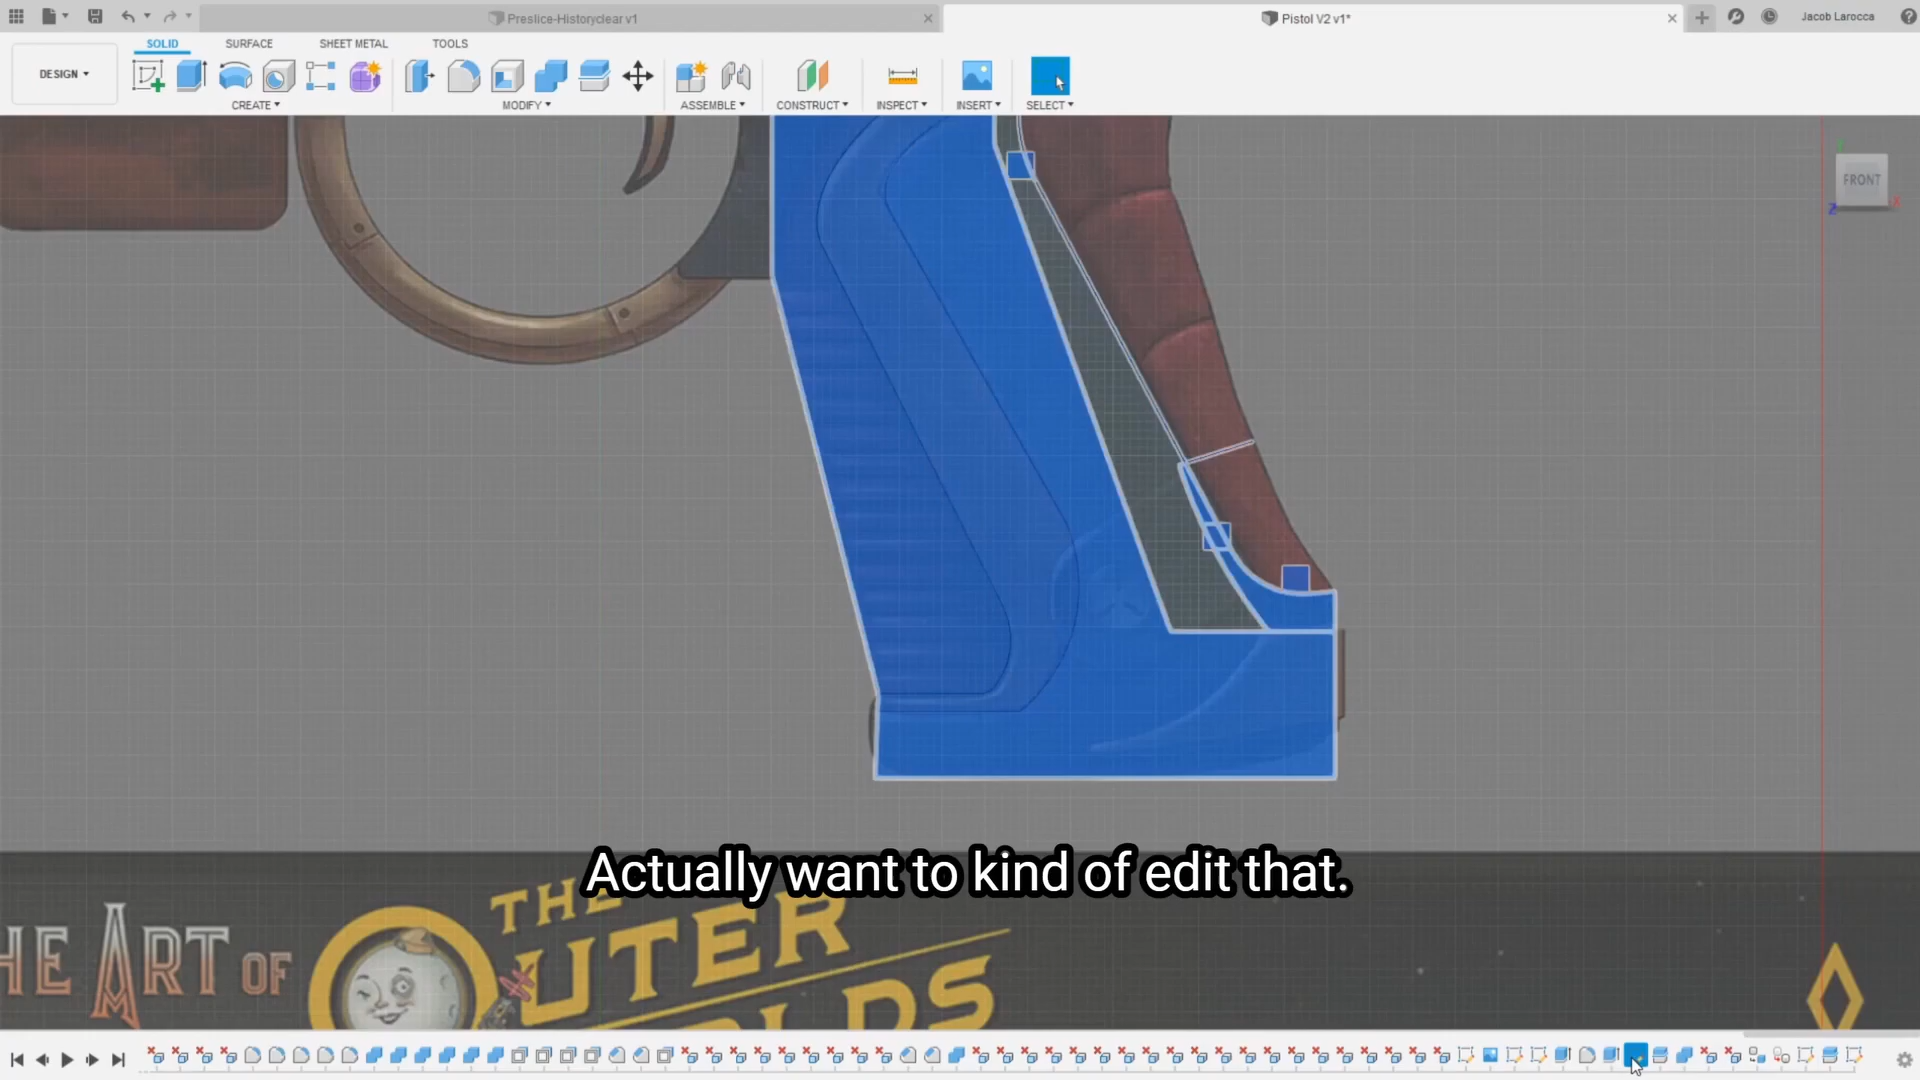 Preslice-Historyclear v1
Pistol V2 v1*
Jacob Larocca
SOLID
SURFACE
SHEET METAL
TOOLS
DESIGN
CREATE
MODIFY
ASSEMBLE
CONSTRUCT
INSPECT
INSERT
SELECT
FRONT
Y
Z
X
Actually want to kind of edit that.
HE ART OF
THE
OUTER